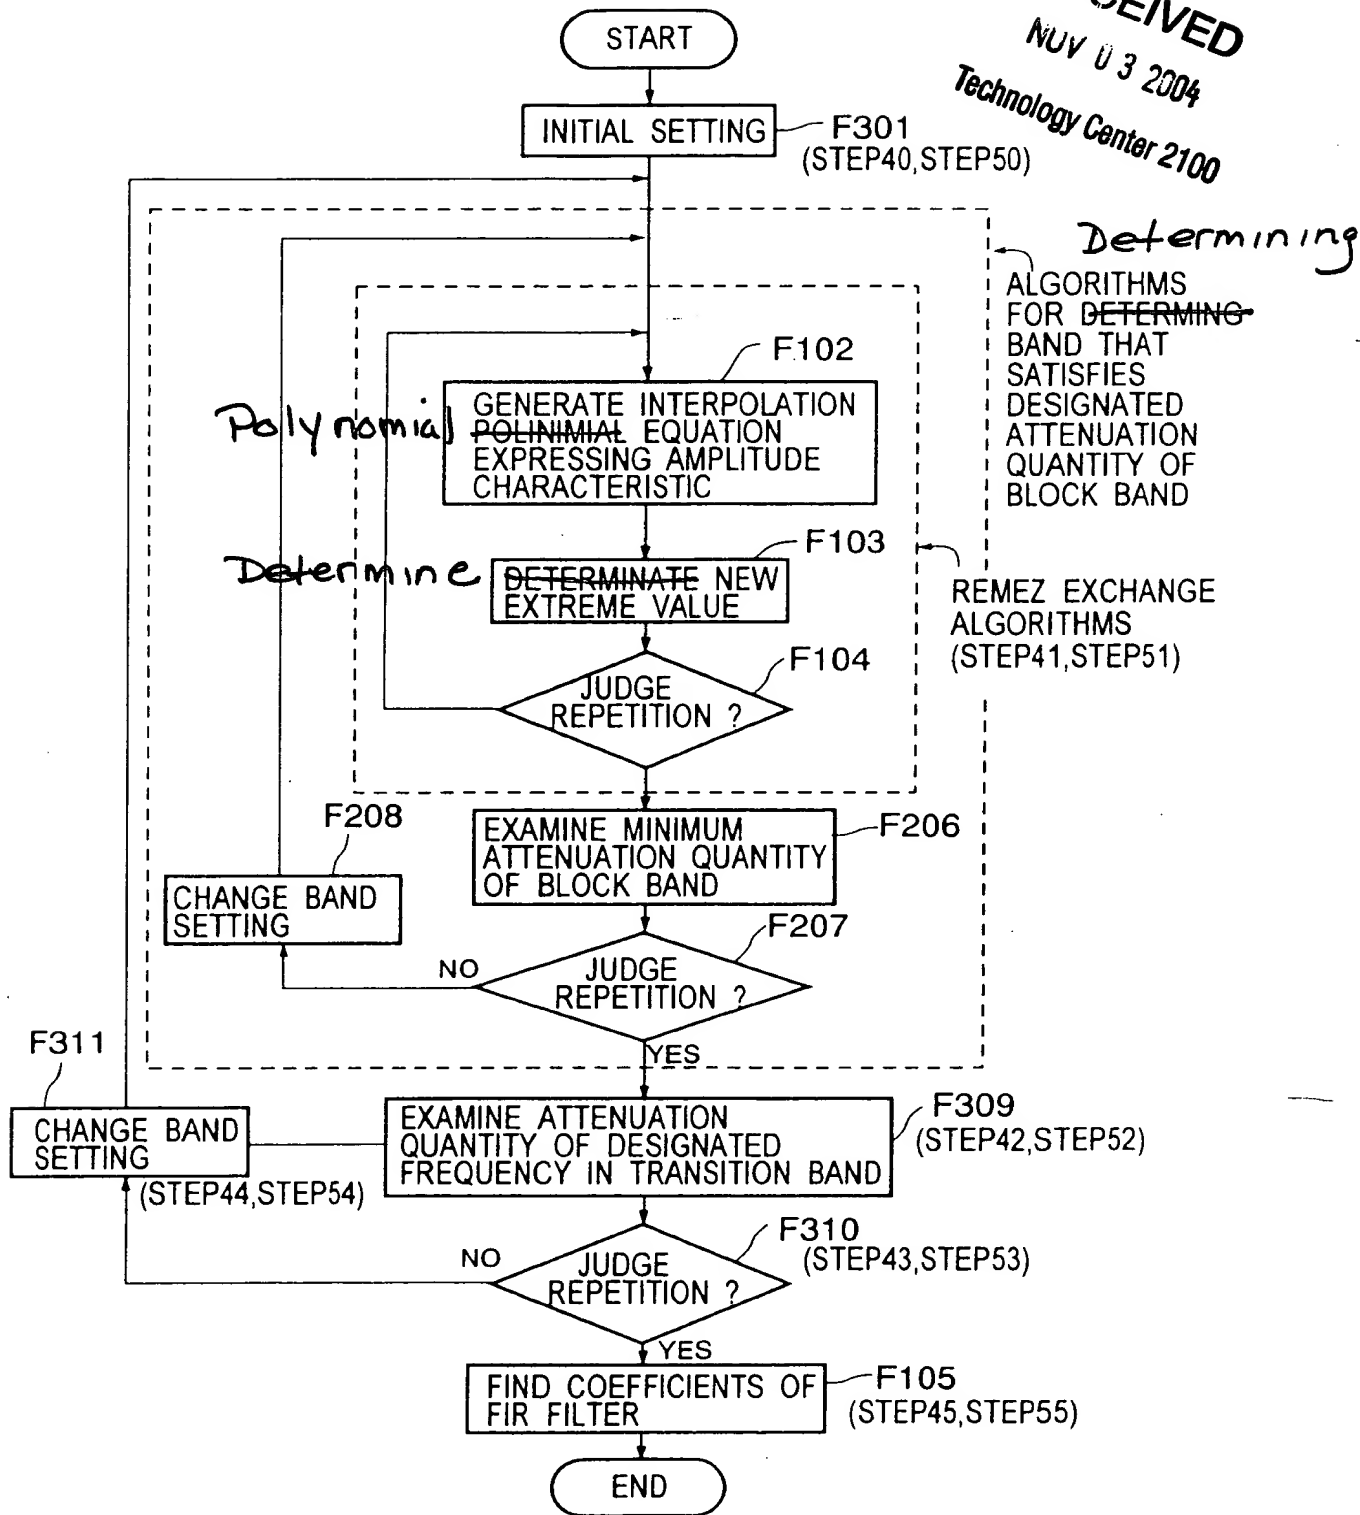 START
CEIVED
NOV 03 2004
Technology Center 2100
INITIAL SETTING
F301
(STEP40,STEP50)
Determining
ALGORITHMS
FOR DETERMING
BAND THAT
SATISFIES
DESIGNATED
ATTENUATION
QUANTITY OF
BLOCK BAND
F102
Polynomial
GENERATE INTERPOLATION
POLINIMIAL EQUATION
EXPRESSING AMPLITUDE
CHARACTERISTIC
F103
Determine
DETERMINATE NEW
EXTREME VALUE
REMEZ EXCHANGE
ALGORITHMS
(STEP41,STEP51)
F104
JUDGE
REPETITION ?
F206
EXAMINE MINIMUM
ATTENUATION QUANTITY
OF BLOCK BAND
F208
CHANGE BAND
SETTING
F207
NO
JUDGE
REPETITION ?
YES
F311
CHANGE BAND
SETTING
(STEP44,STEP54)
EXAMINE ATTENUATION
QUANTITY OF DESIGNATED
FREQUENCY IN TRANSITION BAND
F309
(STEP42,STEP52)
F310
(STEP43,STEP53)
NO
JUDGE
REPETITION ?
YES
FIND COEFFICIENTS OF
FIR FILTER
F105
(STEP45,STEP55)
END